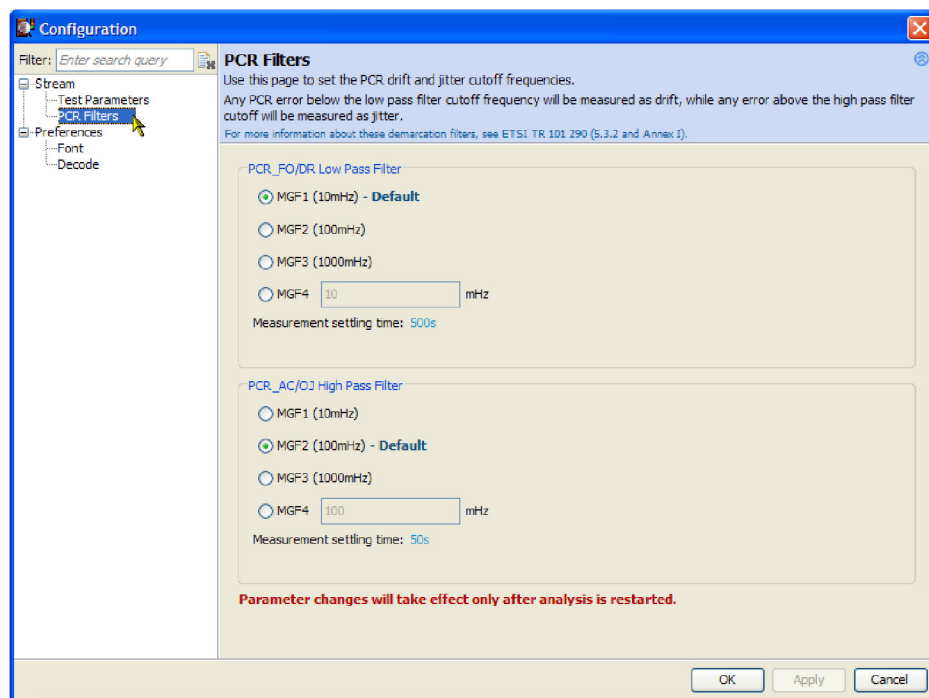 Configuration
Filter: Enter search query
Stream
Test Parameters
PCR Filters
Preferences
Font
Decode
PCR Filters
Use this page to set the PCR drift and jitter cutoff frequencies.
Any PCR error below the low pass filter cutoff frequency will be measured as drift, while any error above the high pass filter
cutoff will be measured as jitter.
For more information about these demarcation filters, see ETSI TR 101 290 (5.3.2 and Annex I).
PCR_FO/DR Low Pass Filter
MGF1 (10mHz) - Default
MGF2 (100mHz)
MGF3 (1000mHz)
MGF4 10 mHz
Measurement settling time: 500s
PCR_AC/OJ High Pass Filter
MGF1 (10mHz)
MGF2 (100mHz) - Default
MGF3 (1000mHz)
MGF4 100 mHz
Measurement settling time: 50s
Parameter changes will take effect only after analysis is restarted.
OK Apply Cancel